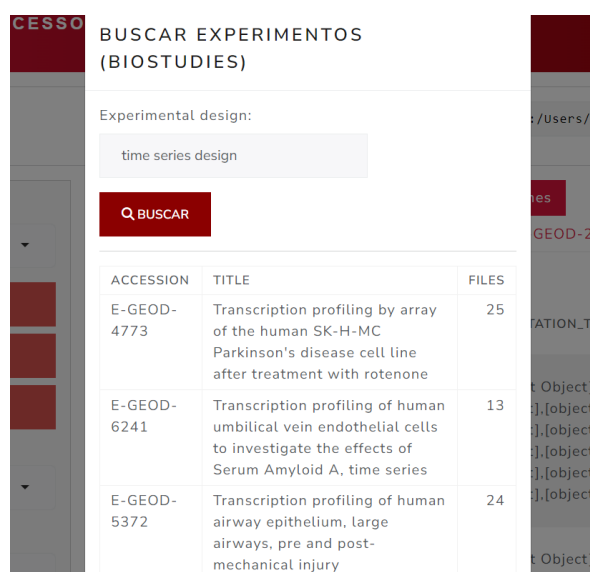 CESSO
BUSCAR EXPERIMENTOS
(BIOSTUDIES)
Experimental design:
:/Users/
time series design
nes
BUSCAR
GEOD-2
ACCESSION TITLE FILES
E-GEOD-4773 Transcription profiling by array 25
of the human SK-H-MC
Parkinson's disease cell line
after treatment with rotenone
TATION_T
t Object
E-GEOD-6241 Transcription profiling of human 13
umbilical vein endothelial cells
to investigate the effects of
Serum Amyloid A, time series
],[object
],[object
],[object
],[object
E-GEOD-5372 Transcription profiling of human 24
airway epithelium, large
airways, pre and post-
mechanical injury
t Object